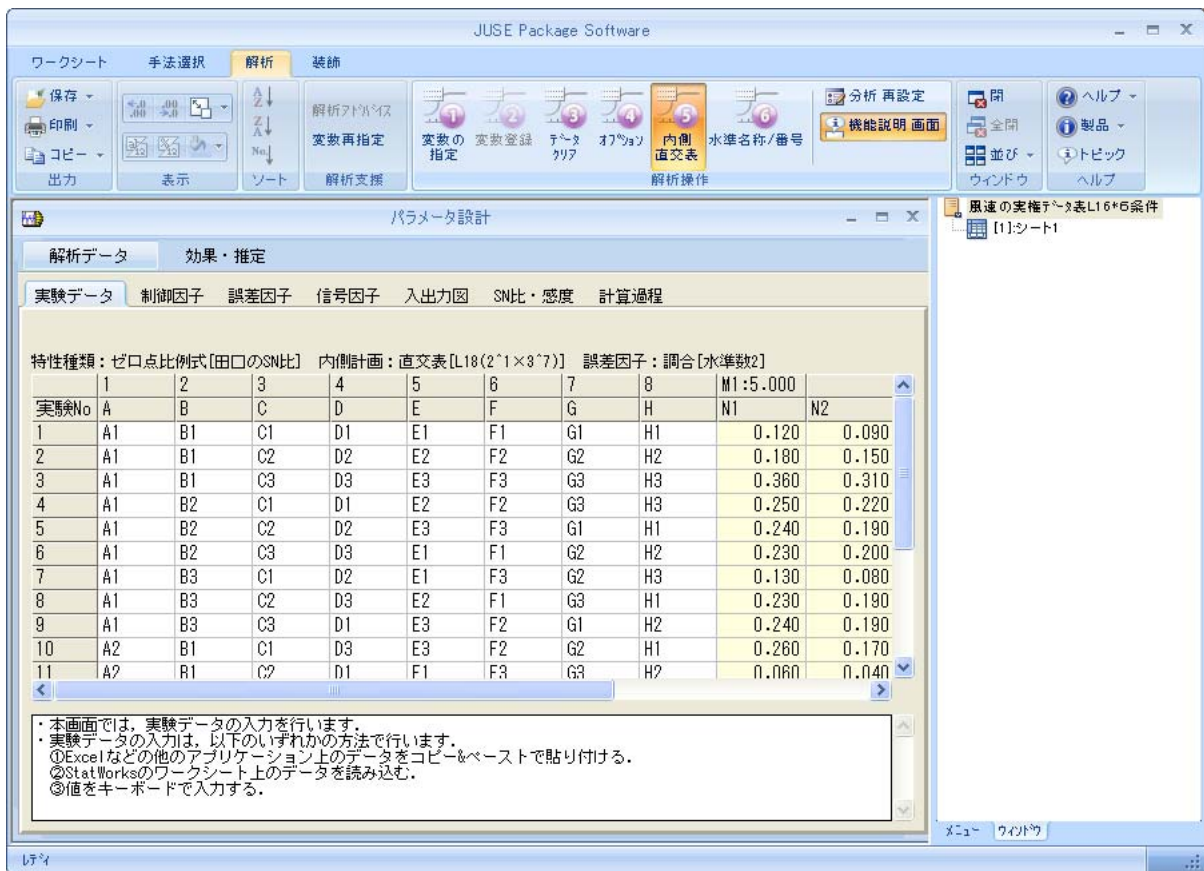 JUSE Package Software
ワークシート 手法選択 解析 装飾
保存
印刷
コピー
出力
表示
ソート
解析アドバイス
変数再指定
解析支援
変数の指定
変数登録
データクリア
オプション
内側直交表
水準名称/番号
分析 再設定
機能説明 画面
解析操作
閉
全閉
並び
ウィンドウ
ヘルプ
製品
トピック
ヘルプ
パラメータ設計
解析データ 効果・推定
実験データ 制御因子 誤差因子 信号因子 入出力図 SN比・感度 計算過程
特性種類：ゼロ点比例式[田口のSN比] 内側計画：直交表[L18(2^1×3^7)] 誤差因子：調合[水準数2]
1 2 3 4 5 6 7 8 M1:5.000
実験No A B C D E F G H N1 N2
1 A1 B1 C1 D1 E1 F1 G1 H1 0.120 0.090
2 A1 B1 C2 D2 E2 F2 G2 H2 0.180 0.150
3 A1 B1 C3 D3 E3 F3 G3 H3 0.360 0.310
4 A1 B2 C1 D1 E2 F2 G3 H3 0.250 0.220
5 A1 B2 C2 D2 E3 F3 G1 H1 0.240 0.190
6 A1 B2 C3 D3 E1 F1 G2 H2 0.230 0.200
7 A1 B3 C1 D2 E1 F3 G2 H3 0.130 0.080
8 A1 B3 C2 D3 E2 F1 G3 H1 0.230 0.190
9 A1 B3 C3 D1 E3 F2 G1 H2 0.240 0.190
10 A2 B1 C1 D3 E3 F2 G2 H1 0.260 0.170
11 A2 B1 C2 D1 E1 F3 G3 H2 0.060 0.040
・本画面では，実験データの入力を行います．
・実験データの入力は，以下のいずれかの方法で行います．
①Excelなどの他のアプリケーション上のデータをコピー&ペーストで貼り付ける．
②StatWorksのワークシート上のデータを読み込む．
③値をキーボードで入力する．
風速の実権データ表L16*6条件
[1]:シート1
メニュー ウィンドウ
レディ